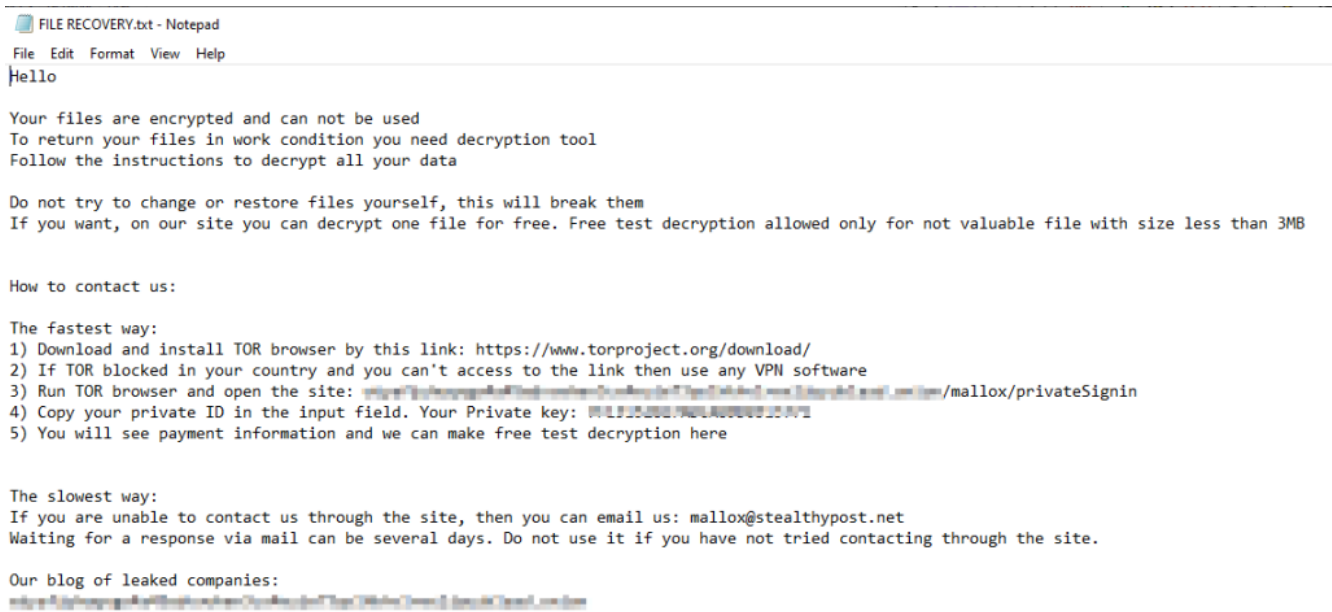 FILE RECOVERY.txt - Notepad
File Edit Format View Help
Hello
Your files are encrypted and can not be used
To return your files in work condition you need decryption tool
Follow the instructions to decrypt all your data
Do not try to change or restore files yourself, this will break them
If you want, on our site you can decrypt one file for free. Free test decryption allowed only for not valuable file with size less than 3MB
How to contact us:
The fastest way:
1) Download and install TOR browser by this link: https://www.torproject.org/download/
2) If TOR blocked in your country and you can't access to the link then use any VPN software
3) Run TOR browser and open the site: /mallox/privateSignin
4) Copy your private ID in the input field. Your Private key:
5) You will see payment information and we can make free test decryption here
The slowest way:
If you are unable to contact us through the site, then you can email us: mallox@stealthypost.net
Waiting for a response via mail can be several days. Do not use it if you have not tried contacting through the site.
Our blog of leaked companies: